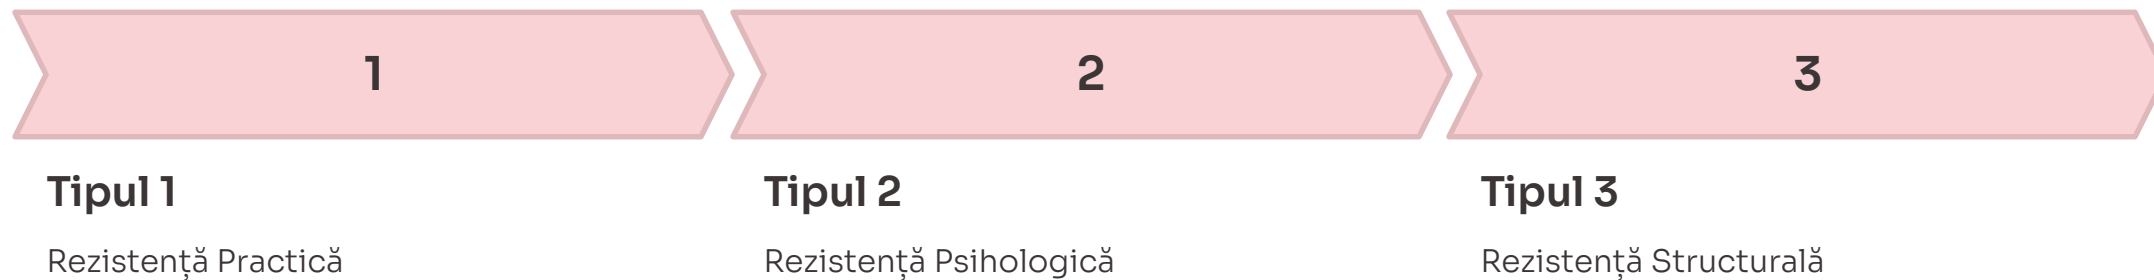 1
2
3
Tipul 1
Rezistență Practică
Tipul 2
Rezistență Psihologică
Tipul 3
Rezistență Structurală